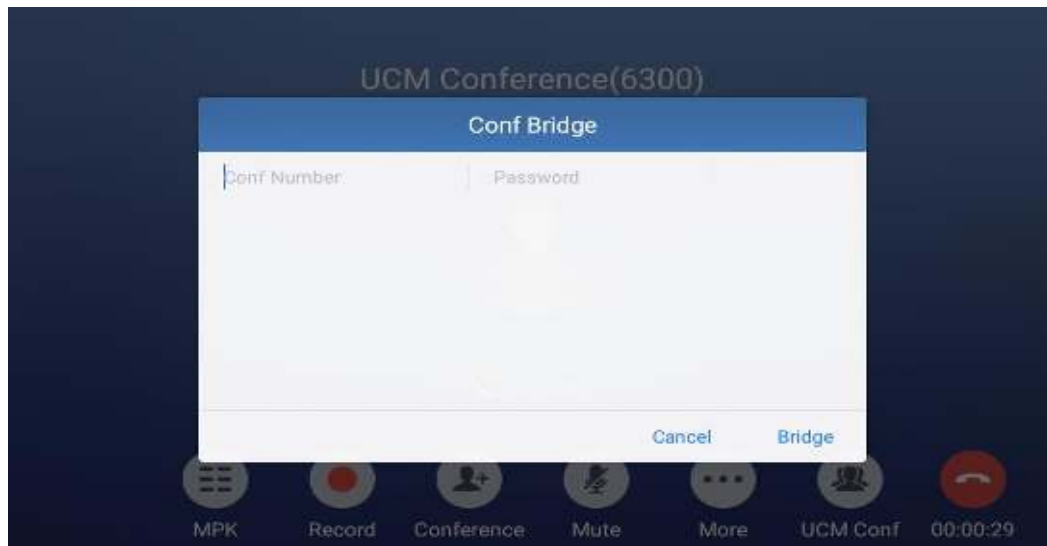 UCM Conference(6300)
Conf Bridge
Conf Number Password
Cancel Bridge
MPK Record Conference Mute More UCM Conf 00:00:29